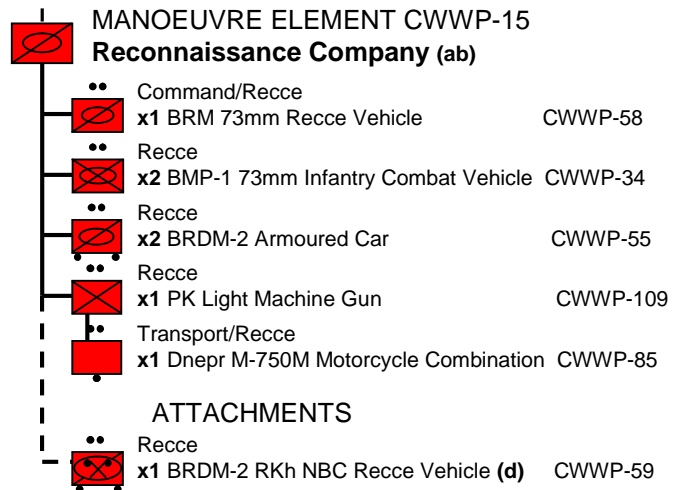 MANOEUVRE ELEMENT CWWP-15
Reconnaissance Company (ab)
Command/Recce
x1 BRM 73mm Recce Vehicle CWWP-58
Recce
x2 BMP-1 73mm Infantry Combat Vehicle CWWP-34
Recce
x2 BRDM-2 Armoured Car CWWP-55
Recce
x1 PK Light Machine Gun CWWP-109
Transport/Recce
x1 Dnepr M-750M Motorcycle Combination CWWP-85
ATTACHMENTS
Recce
x1 BRDM-2 RKh NBC Recce Vehicle (d) CWWP-59